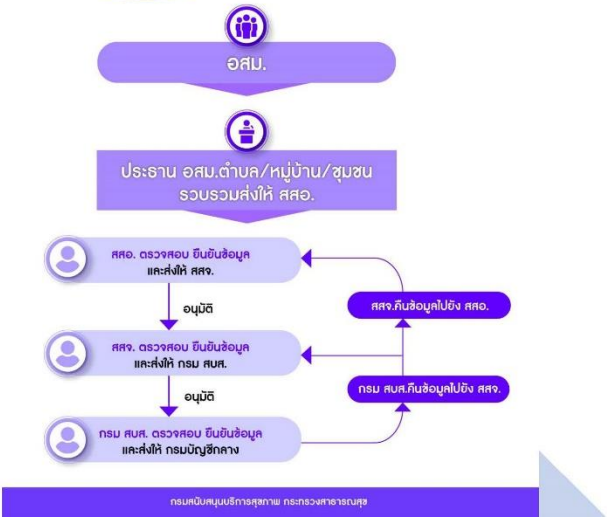 อสม.
ประธาน อสม.ตำบล/หมู่บ้าน/ชุมชน
รวบรวมส่งให้ สสอ.
สสอ. ตรวจสอบ ยืนยันข้อมูล
และส่งให้ สสจ.
อนุมัติ
สสจ.คืนข้อมูลไปยัง สสอ.
สสจ. ตรวจสอบ ยืนยันข้อมูล
และส่งให้ กรม สบส.
อนุมัติ
กรม สบส.คืนข้อมูลไปยัง สสจ.
กรม สบส. ตรวจสอบ ยืนยันข้อมูล
และส่งให้ กรมบัญชีกลาง
กรมสนับสนุนบริการสุขภาพ กระทรวงสาธารณสุข